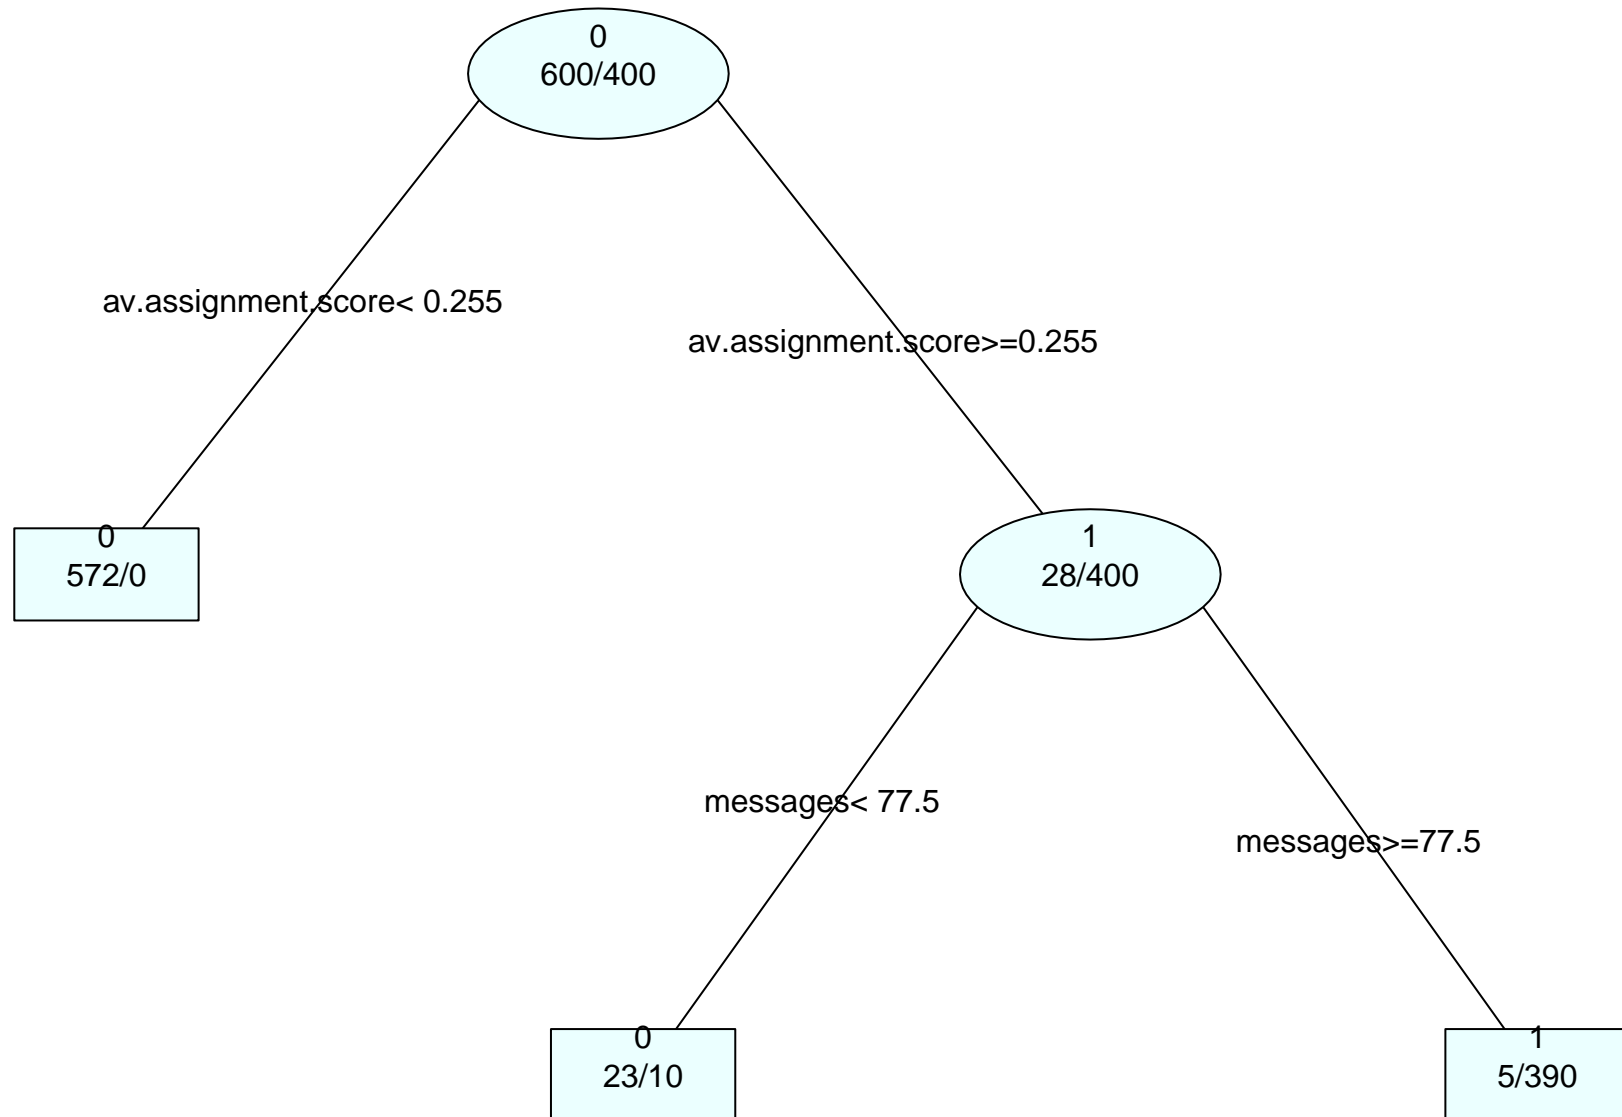 0
600/400
av.assignment.score< 0.255
av.assignment.score>=0.255
0
572/0
1
28/400
messages< 77.5
messages>=77.5
0
23/10
1
5/390